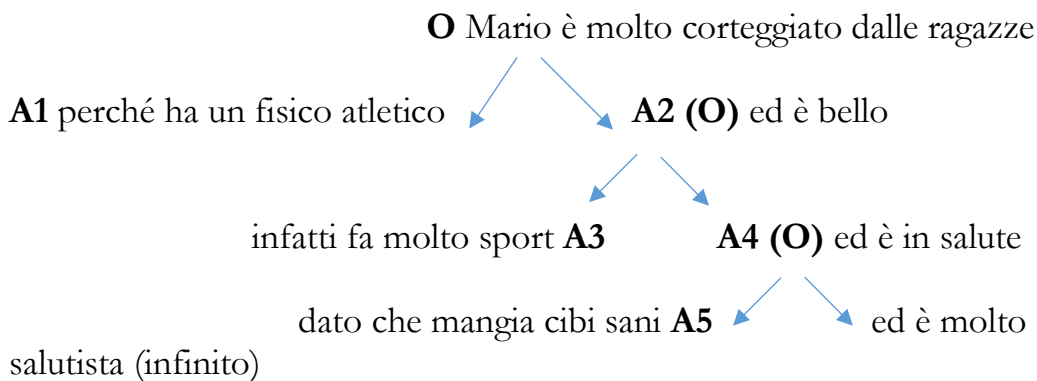 O Mario è molto corteggiato dalle ragazze
A1 perché ha un fisico atletico A2 (O) ed è bello
infatti fa molto sport A3 A4 (O) ed è in salute
dato che mangia cibi sani A5 ed è molto
salutista (infinito)